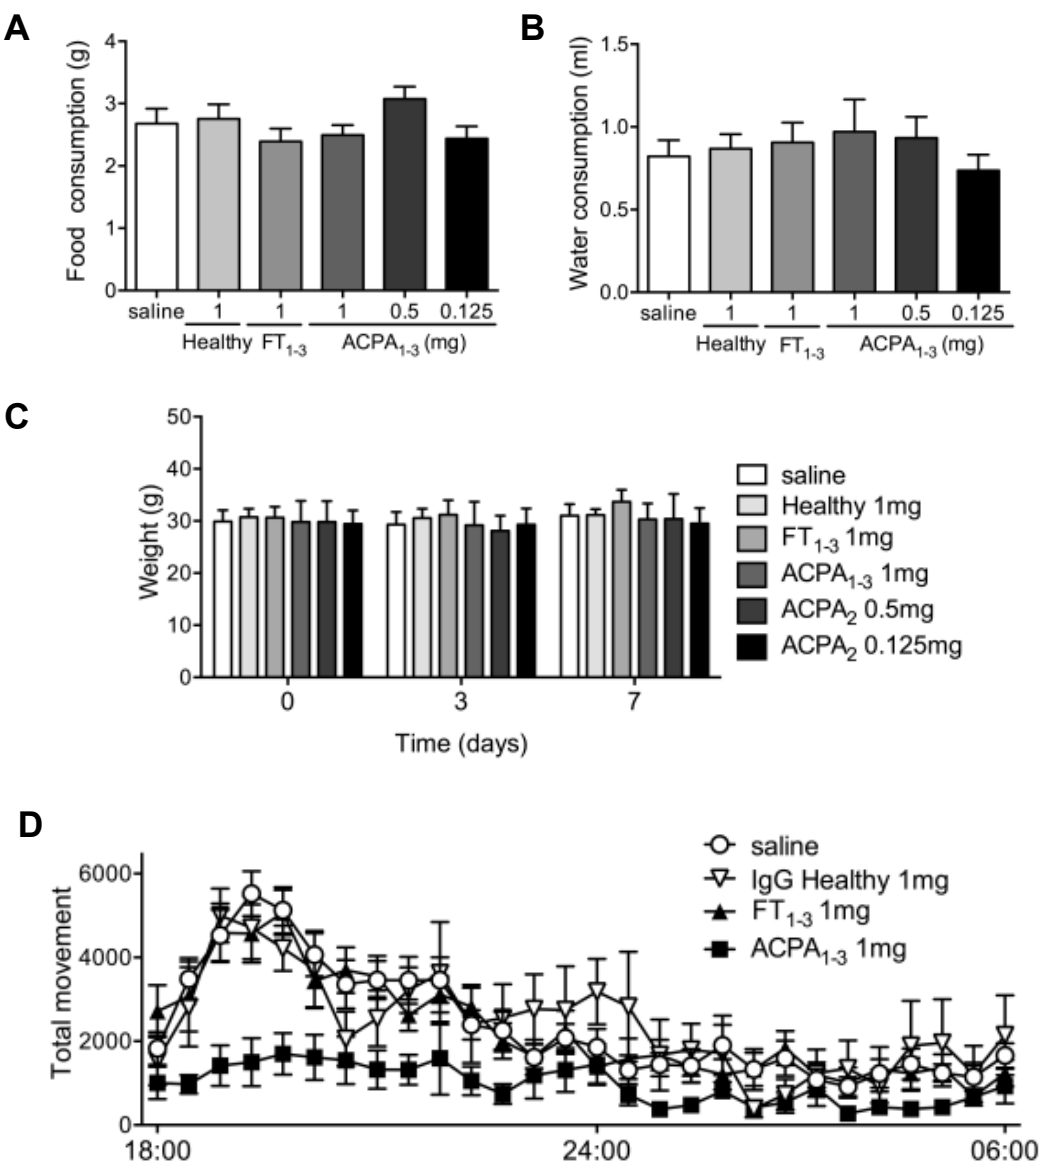 A
Food consumption (g)
4
3
2
1
0
saline 1 1 1 0.5 0.125
Healthy FT1-3 ACPA1-3 (mg)
B
Water consumption (ml)
1.5
1.0
0.5
0.0
saline 1 1 1 0.5 0.125
Healthy FT1-3 ACPA1-3 (mg)
C
Weight (g)
50
40
30
20
10
0
0 3 7
Time (days)
saline
Healthy 1mg
FT1-3 1mg
ACPA1-3 1mg
ACPA2 0.5mg
ACPA2 0.125mg
D
Total movement
6000
4000
2000
0
18:00 24:00 06:00
saline
IgG Healthy 1mg
FT1-3 1mg
ACPA1-3 1mg